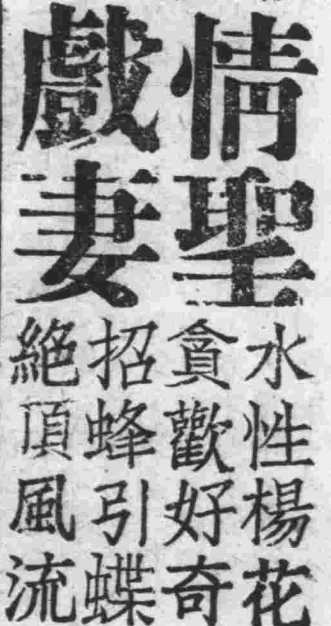 情聖
戲妻
水性楊花
貪歡好奇
招蜂引蝶
絕頂風流